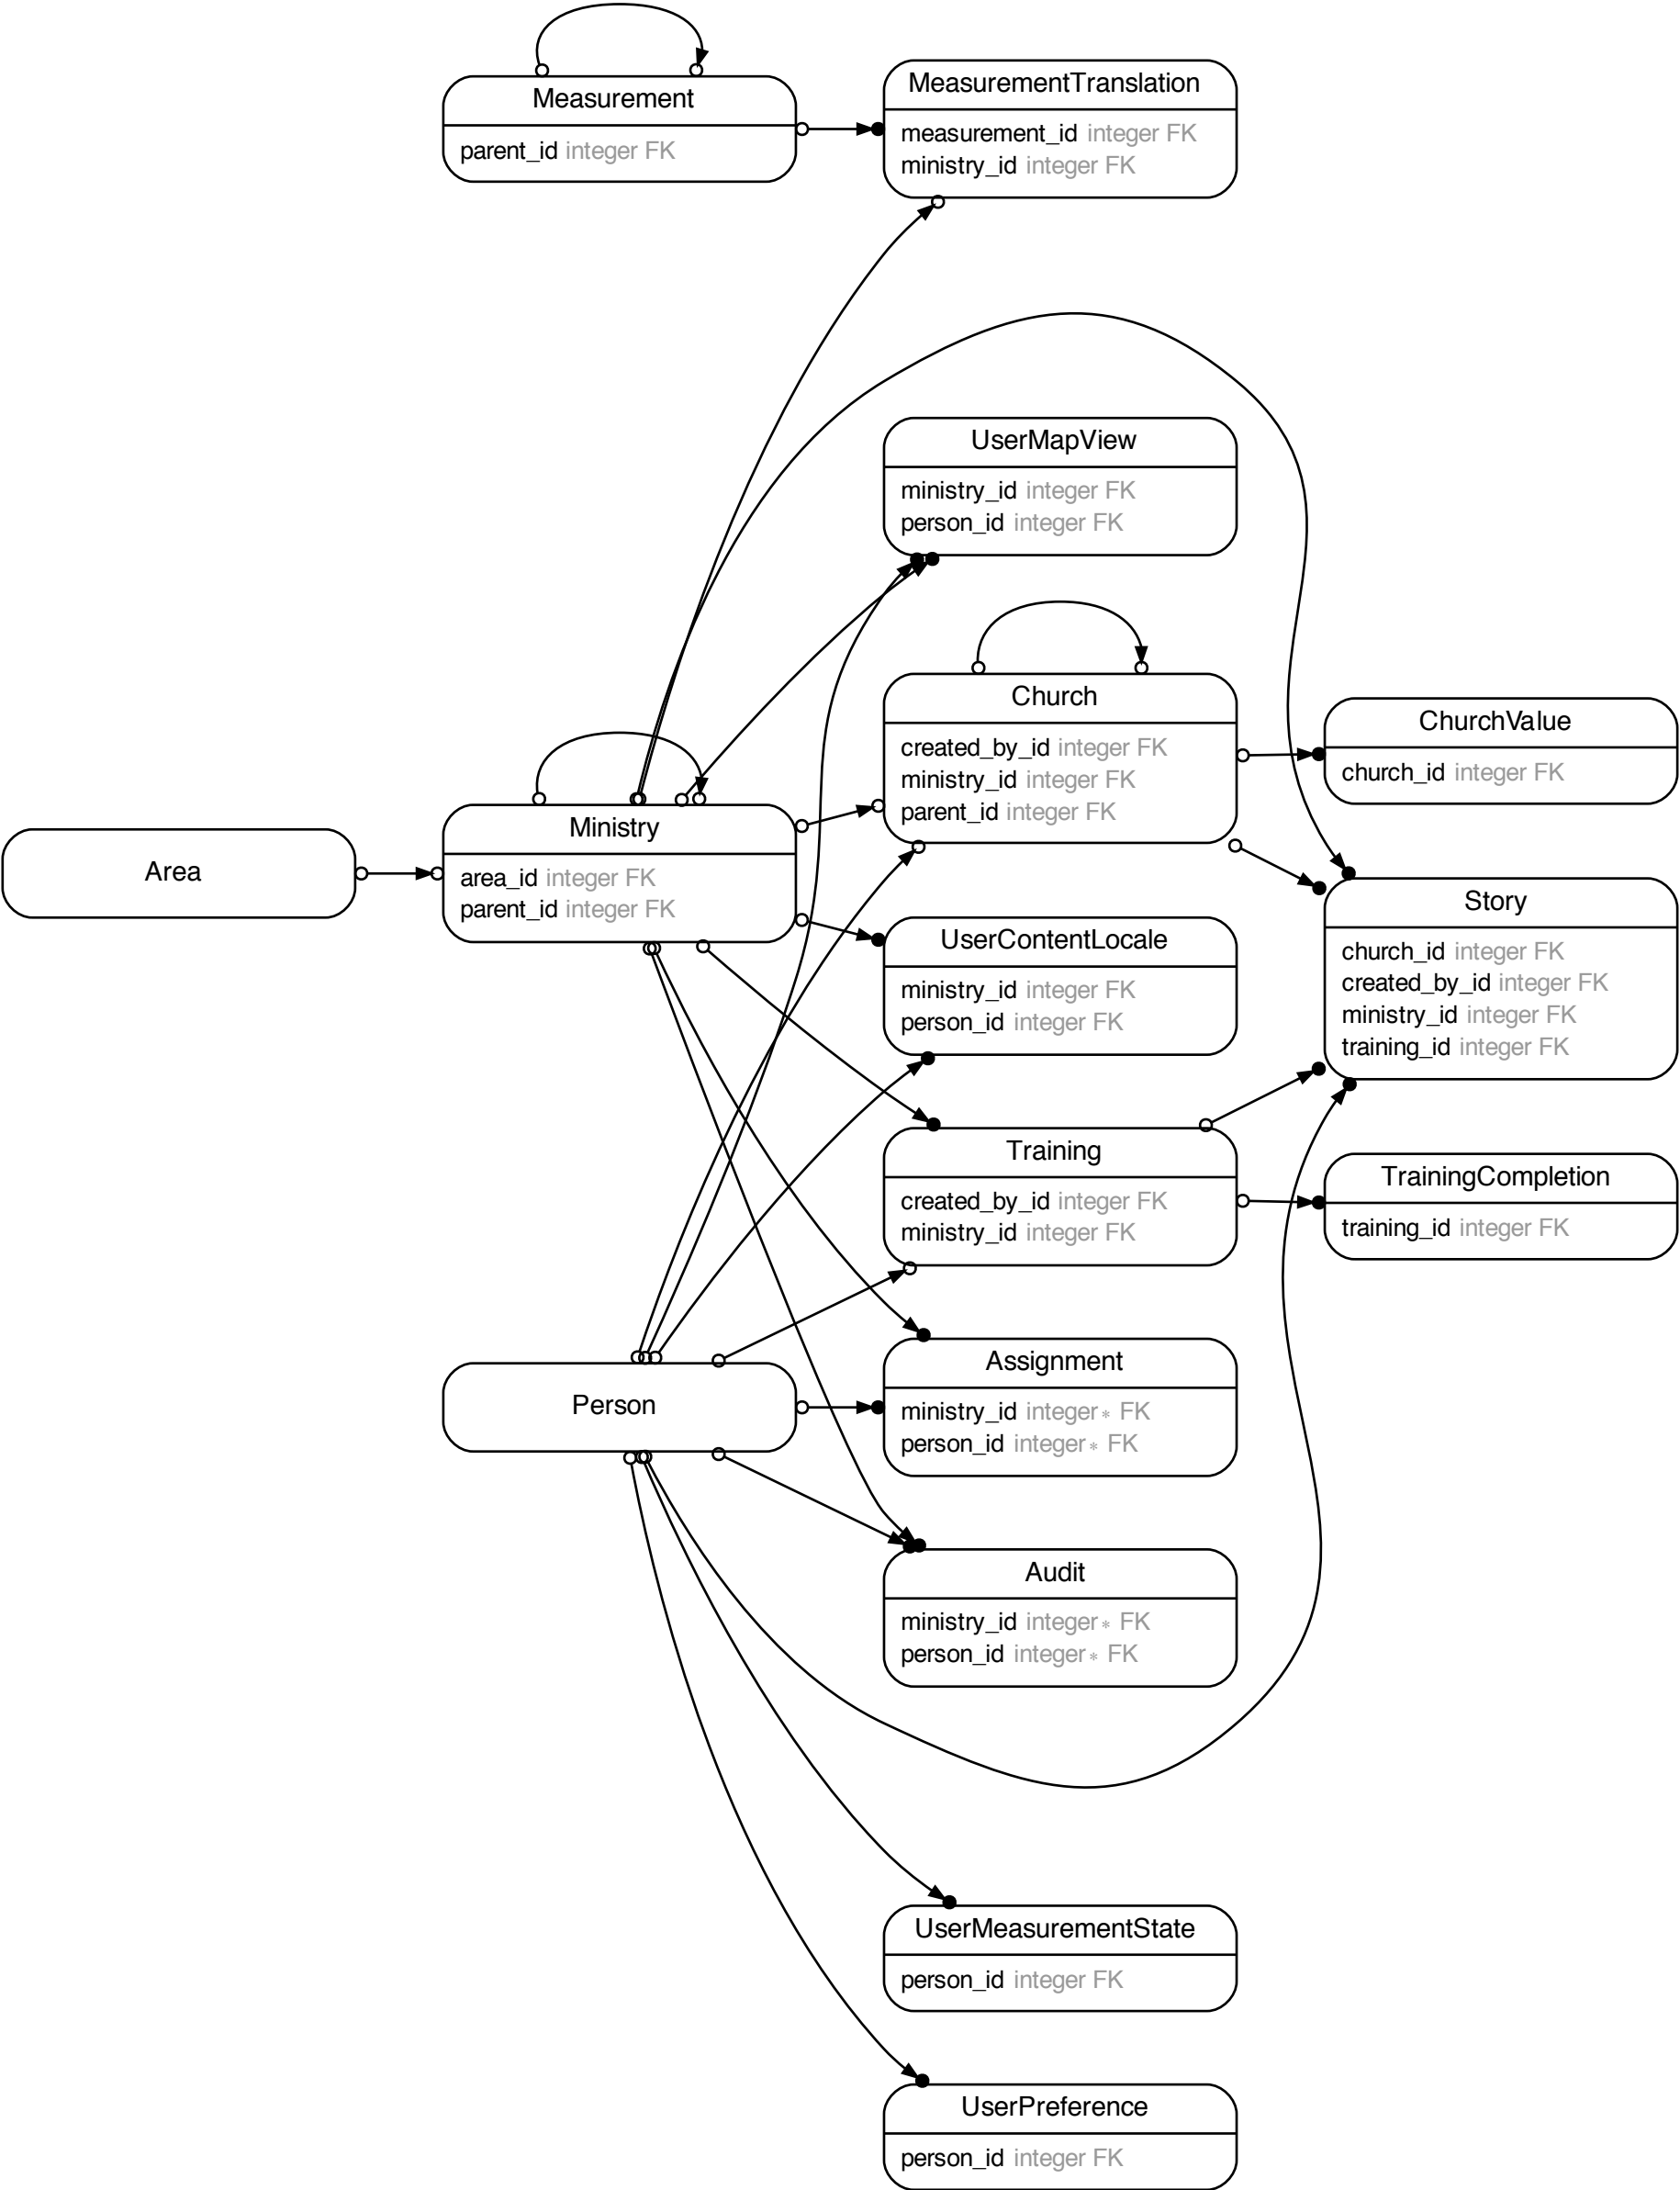 Measurement
parent_id integer FK
MeasurementTranslation
measurement_id integer FK
ministry_id integer FK
UserMapView
ministry_id integer FK
person_id integer FK
Church
created_by_id integer FK
ministry_id integer FK
parent_id integer FK
ChurchValue
church_id integer FK
Area
Ministry
area_id integer FK
parent_id integer FK
Story
church_id integer FK
created_by_id integer FK
ministry_id integer FK
training_id integer FK
UserContentLocale
ministry_id integer FK
person_id integer FK
Training
created_by_id integer FK
ministry_id integer FK
TrainingCompletion
training_id integer FK
Person
Assignment
ministry_id integer∗ FK
person_id integer∗ FK
Audit
ministry_id integer∗ FK
person_id integer∗ FK
UserMeasurementState
person_id integer FK
UserPreference
person_id integer FK